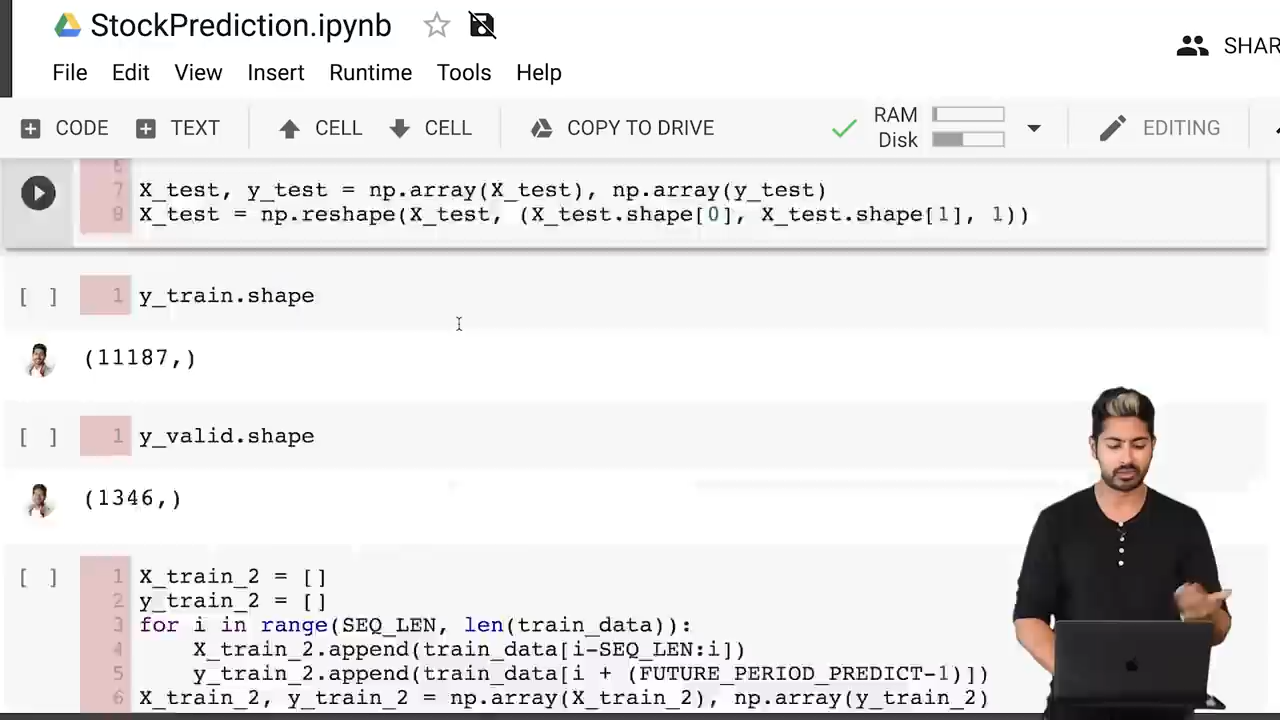 StockPrediction.ipynb
SHAR
File Edit View Insert Runtime Tools Help
CODE TEXT CELL CELL COPY TO DRIVE RAM Disk EDITING
6
7 X_test, y_test = np.array(X_test), np.array(y_test)
8 X_test = np.reshape(X_test, (X_test.shape[0], X_test.shape[1], 1))
[ ] 1 y_train.shape
(11187,)
[ ] 1 y_valid.shape
(1346,)
[ ] 1 X_train_2 = []
2 y_train_2 = []
3 for i in range(SEQ_LEN, len(train_data)):
4 X_train_2.append(train_data[i-SEQ_LEN:i])
5 y_train_2.append(train_data[i + (FUTURE_PERIOD_PREDICT-1)])
6 X_train_2, y_train_2 = np.array(X_train_2), np.array(y_train_2)